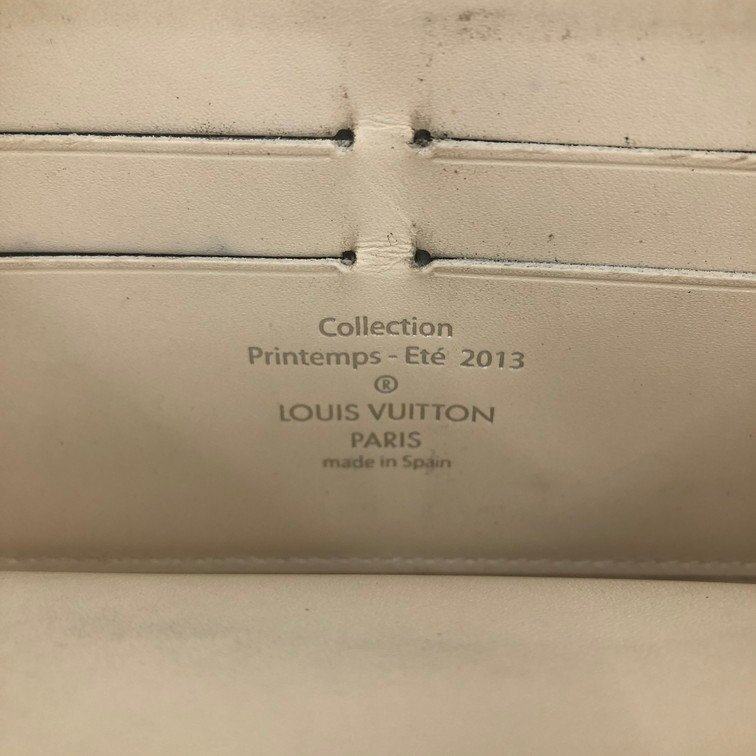 Collection
Printemps - Eté 2013
®
LOUIS VUITTON
PARIS
made in Spain